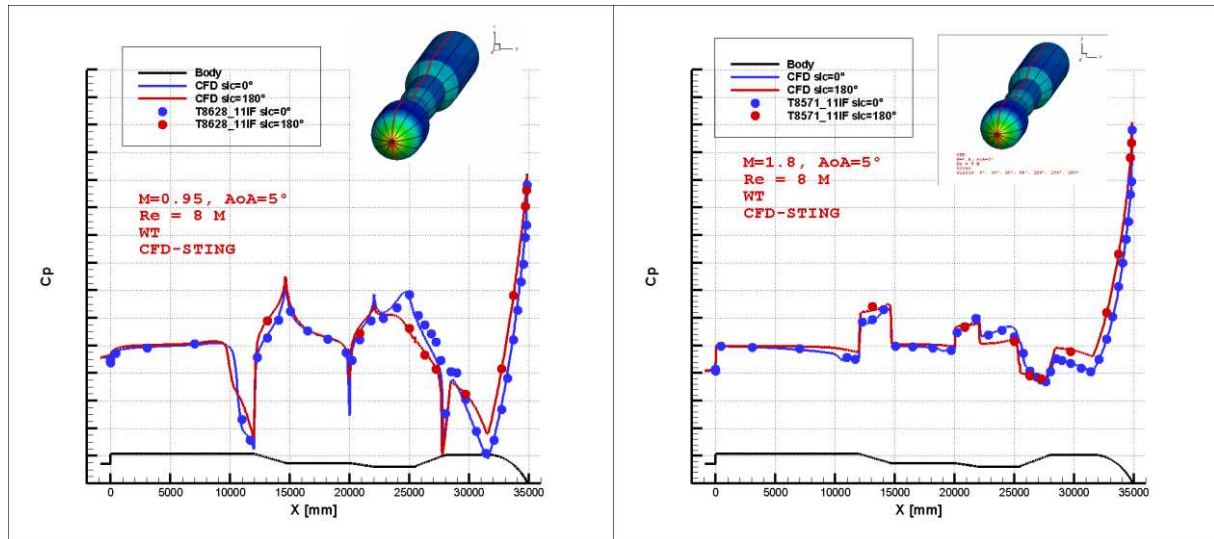 Body
CFD slc=0°
CFD slc=180°
T8628_11IF slc=0°
T8628_11IF slc=180°
M=0.95, AoA=5°
Re = 8 M
WT
CFD-STING
Cp
0 5000 10000 15000 20000 25000 30000 35000
X [mm]
Body
CFD slc=0°
CFD slc=180°
T8571_11IF slc=0°
T8571_11IF slc=180°
M=1.8, AoA=5°
Re = 8 M
WT
CFD-STING
Cp
0 5000 10000 15000 20000 25000 30000 35000
X [mm]